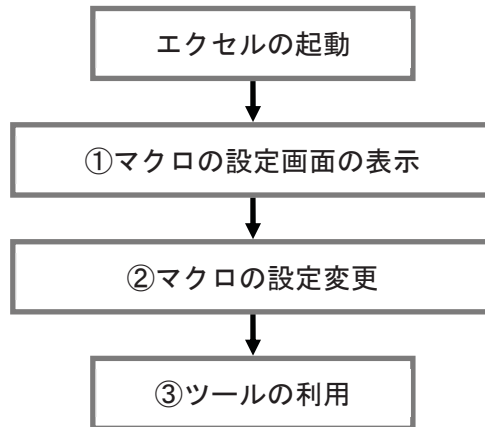 エクセルの起動
①マクロの設定画面の表示
②マクロの設定変更
③ツールの利用